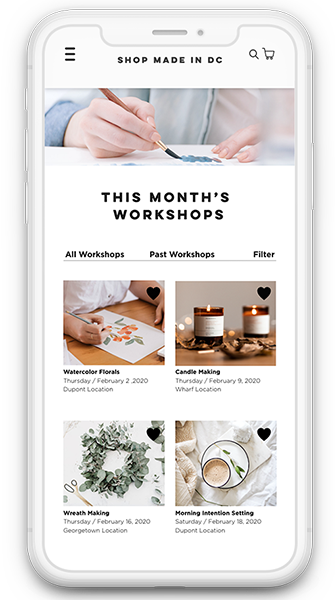 SHOP MADE IN DC
THIS MONTH'S
WORKSHOPS
All Workshops Past Workshops Filter
Watercolor Florals
Thursday / February 2 ,2020
Dupont Location
Candle Making
Thursday / February 9, 2020
Wharf Location
Wreath Making
Thursday / February 16, 2020
Georgetown Location
Morning Intention Setting
Saturday / February 18, 2020
Dupont Location